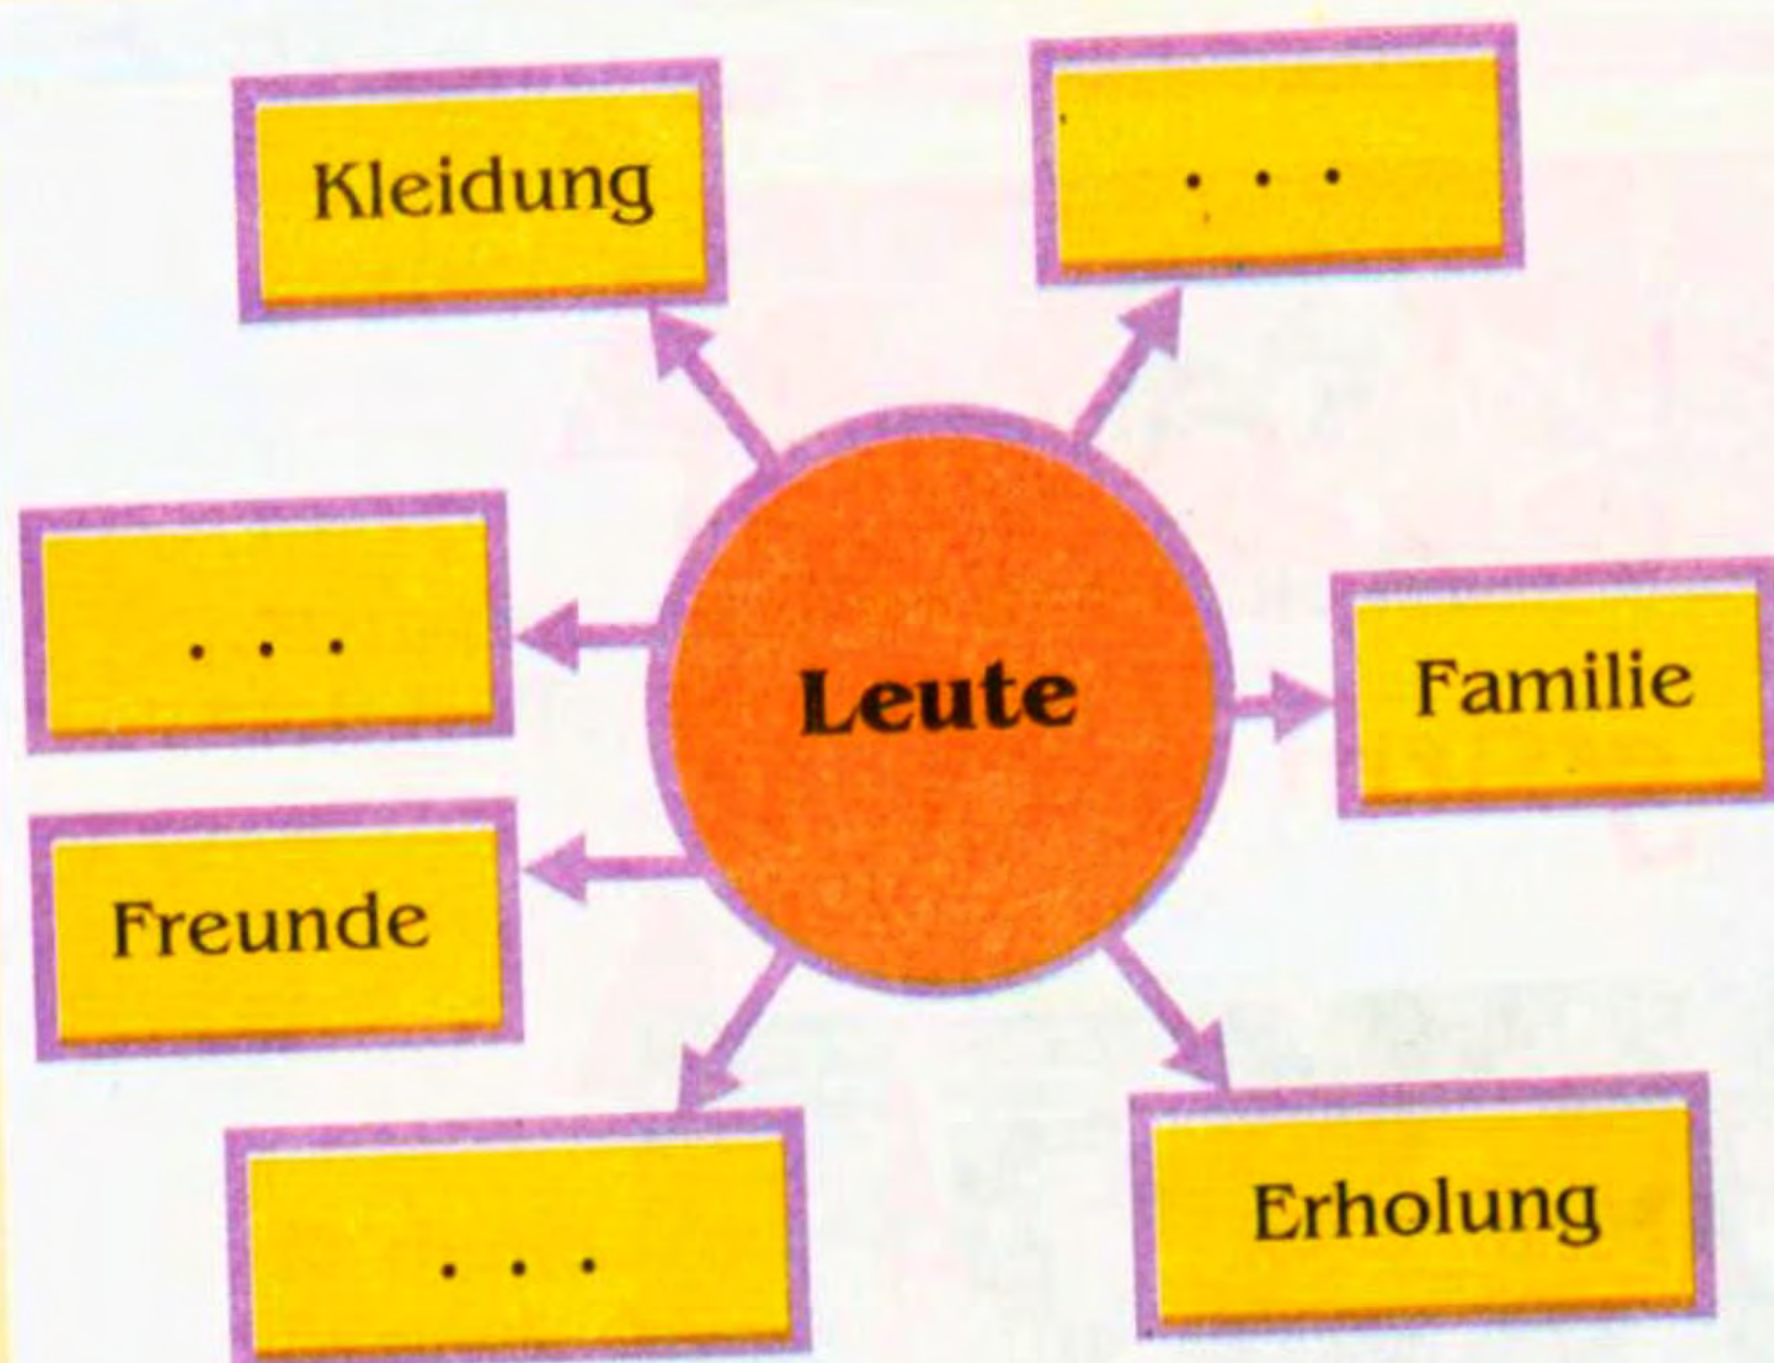 Kleidung
. . .
. . .
Leute
Familie
Freunde
. . .
Erholung